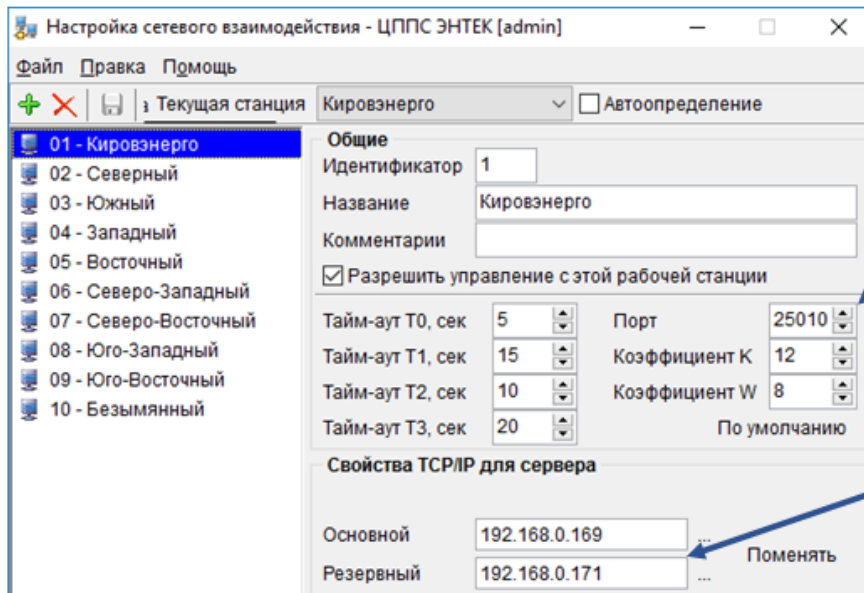 Настройка сетевого взаимодействия - ЦППС ЭНТЕК [admin]
Файл Правка Помощь
Текущая станция Кировэнерго Автоопределение
01 - Кировэнерго
02 - Северный
03 - Южный
04 - Западный
05 - Восточный
06 - Северо-Западный
07 - Северо-Восточный
08 - Юго-Западный
09 - Юго-Восточный
10 - Безымянный
Общие
Идентификатор 1
Название Кировэнерго
Комментарии
Разрешить управление с этой рабочей станции
Тайм-аут T0, сек 5 Порт 25010
Тайм-аут T1, сек 15 Коэффициент K 12
Тайм-аут T2, сек 10 Коэффициент W 8
Тайм-аут T3, сек 20 По умолчанию
Свойства TCP/IP для сервера
Основной 192.168.0.169 ...
Поменять
Резервный 192.168.0.171 ...